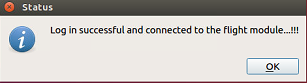 Status
Log in successful and connected to the flight module...!!!
OK